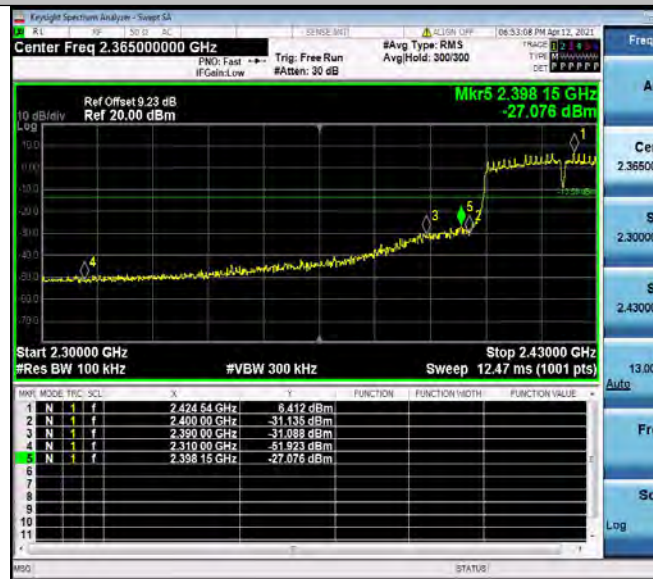 Keysight Spectrum Analyzer - Swept SA
RL RF 50 Ω AC SENSE:INT ALIGN OFF 06:53:08 PM Apr 12, 2021
Center Freq 2.365000000 GHz
PNO: Fast
IFGain:Low
Trig: Free Run
#Atten: 30 dB
#Avg Type: RMS
Avg|Hold: 300/300
TRACE 1 2 3 4 5 6
TYPE M
DET P P P P P P
Ref Offset 9.23 dB
10 dB/div Ref 20.00 dBm
Log
Mkr5 2.398 15 GHz
-27.076 dBm
10.0
0.00
-10.0
-20.0
-30.0
-40.0
-50.0
-60.0
-70.0
1
2
3
4
5
Start 2.30000 GHz
Stop 2.43000 GHz
#Res BW 100 kHz #VBW 300 kHz Sweep 12.47 ms (1001 pts)
MKR MODE TRC SCL X Y FUNCTION FUNCTION WIDTH FUNCTION VALUE
1 N 1 f 2.424 54 GHz 6.412 dBm
2 N 1 f 2.400 00 GHz -31.135 dBm
3 N 1 f 2.390 00 GHz -31.088 dBm
4 N 1 f 2.310 00 GHz -51.923 dBm
5 N 1 f 2.398 15 GHz -27.076 dBm
6
7
8
9
10
11
MSG STATUS
Freq
A
Ce
2.36500
S
2.30000
S
2.43000
13.00
Auto
Fr
Sc
Log